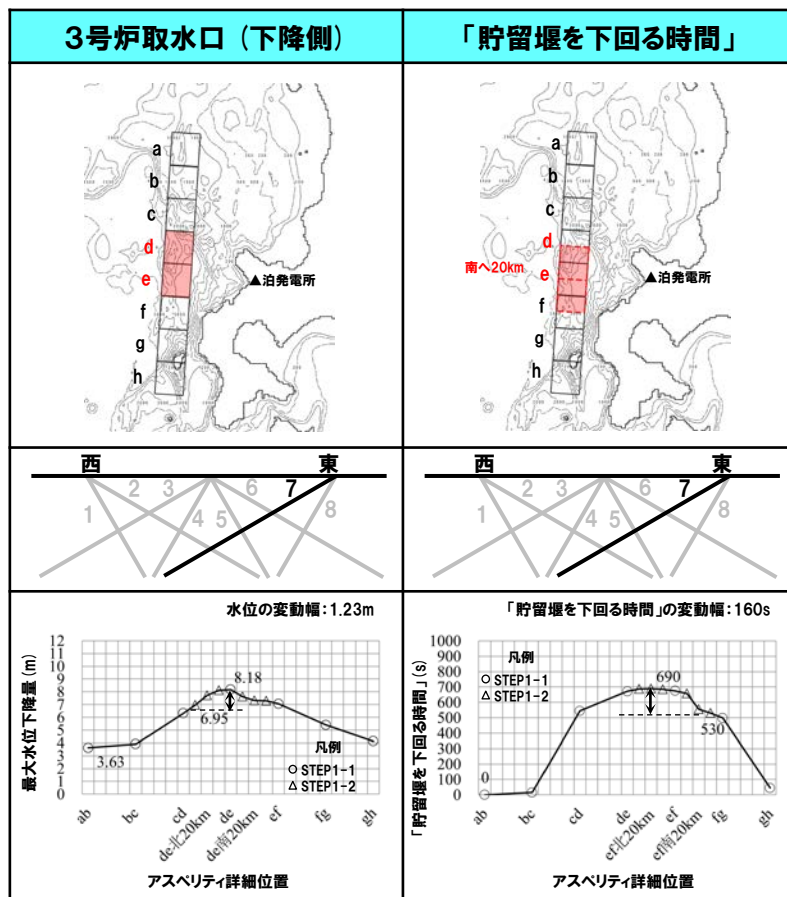 3号炉取水口（下降側）
「貯留堰を下回る時間」
a
b
c
d
e
f
g
h
▲泊発電所
a
b
c
d
南へ20km
e
f
g
h
▲泊発電所
西 東
1 2 3 4 5 6 7 8
西 東
1 2 3 4 5 6 7 8
水位の変動幅：1.23m
最大水位下降量(m)
12
11
10
9
8
7
6
5
4
3
2
1
0
8.18
6.95
3.63
凡例
○ STEP1-1
△ STEP1-2
ab bc cd de-北20km de de南20km ef fg gh
アスペリティ詳細位置
「貯留堰を下回る時間」の変動幅：160s
「貯留堰を下回る時間」(s)
1000
900
800
700
600
500
400
300
200
100
0
凡例
○ STEP1-1
△ STEP1-2
690
530
0
ab bc cd de ef-北20km ef ef南20km fg gh
アスペリティ詳細位置